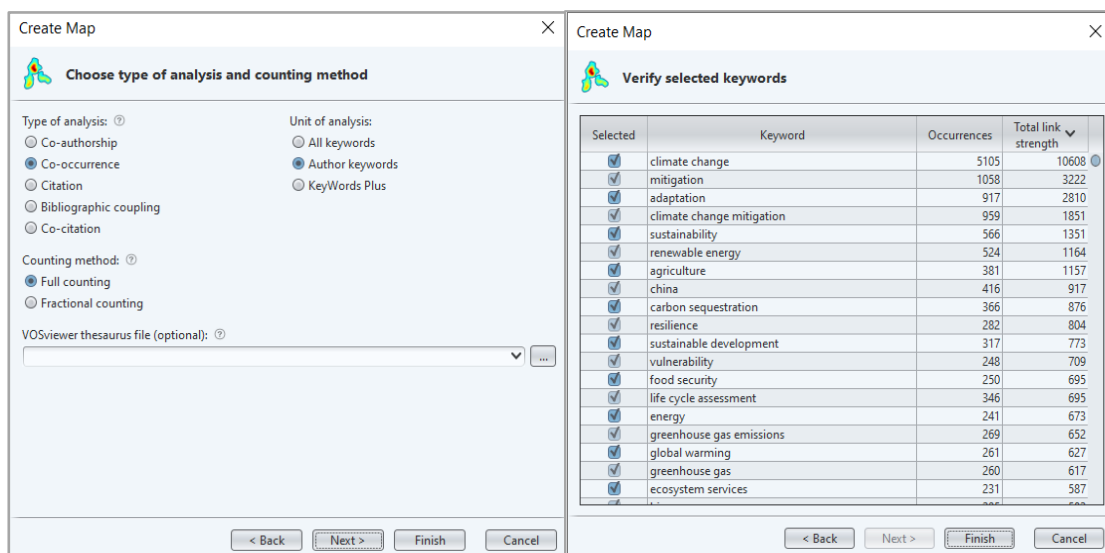 Create Map
Choose type of analysis and counting method
Type of analysis:
Co-authorship
Co-occurrence
Citation
Bibliographic coupling
Co-citation
Unit of analysis:
All keywords
Author keywords
KeyWords Plus
Counting method:
Full counting
Fractional counting
VOSviewer thesaurus file (optional):
...
< Back Next > Finish Cancel
Create Map
Verify selected keywords
Selected Keyword Occurrences Total link strength
climate change 5105 10608
mitigation 1058 3222
adaptation 917 2810
climate change mitigation 959 1851
sustainability 566 1351
renewable energy 524 1164
agriculture 381 1157
china 416 917
carbon sequestration 366 876
resilience 282 804
sustainable development 317 773
vulnerability 248 709
food security 250 695
life cycle assessment 346 695
energy 241 673
greenhouse gas emissions 269 652
global warming 261 627
greenhouse gas 260 617
ecosystem services 231 587
< Back Next > Finish Cancel